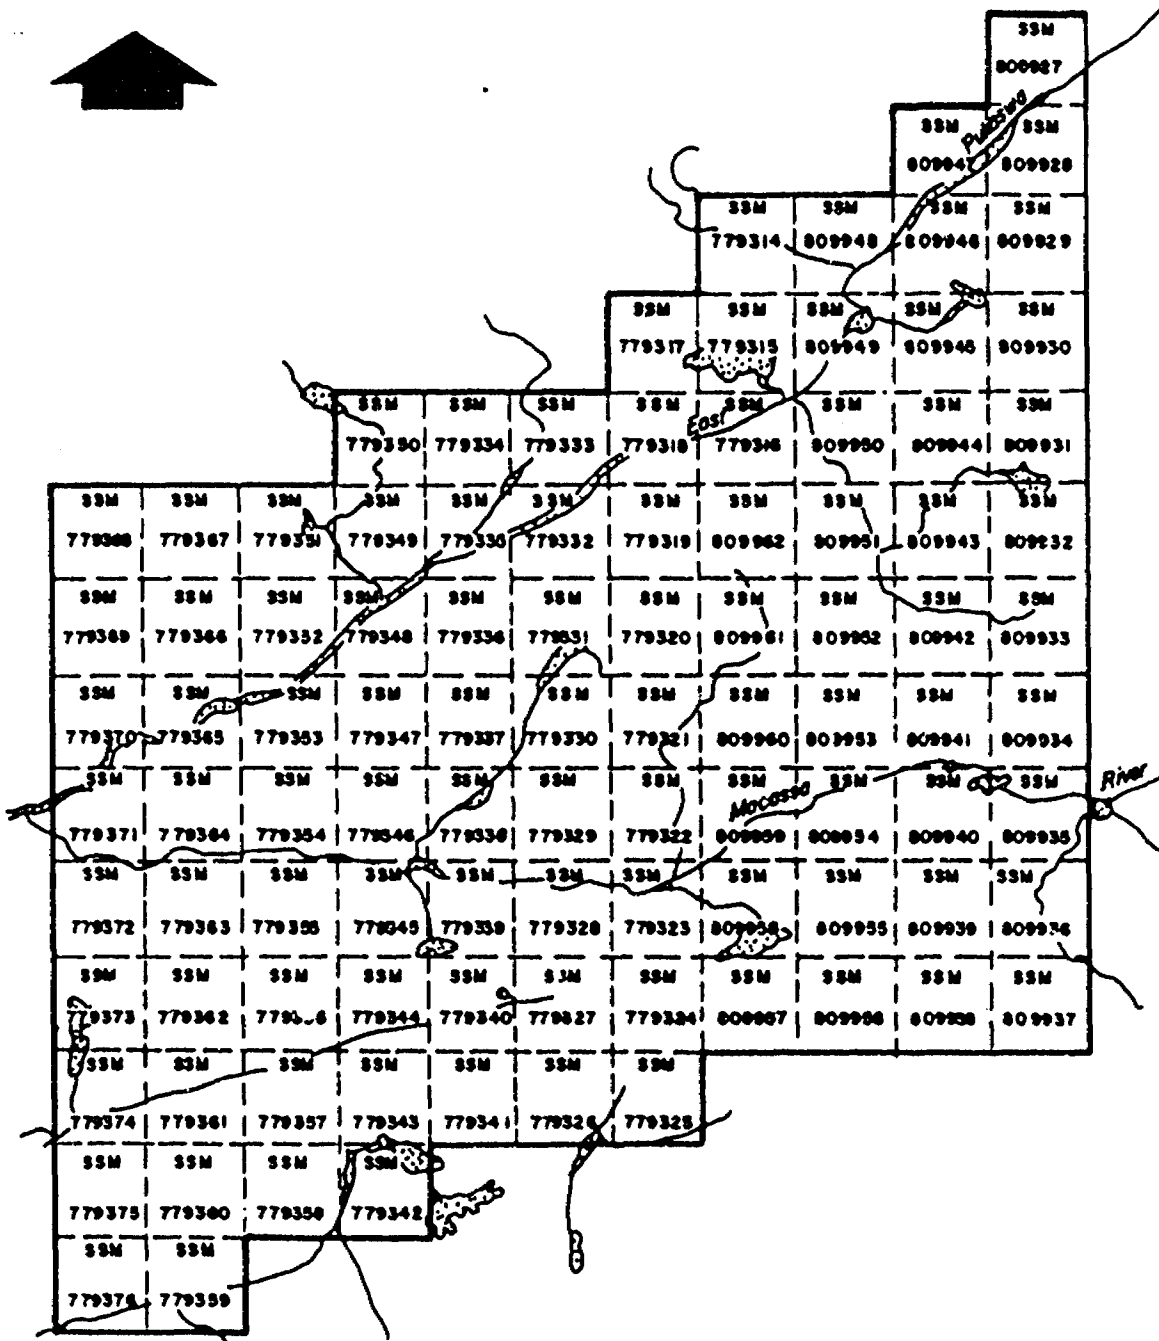 SSM
809927
Pukaswa
SSM SSM
80994 809928
SSM SSM SSM SSM
779314 809948 809946 809929
SSM SSM SSM SSM SSM
779317 779315 809949 809945 809930
SSM SSM SSM SSM SSM SSM SSM SSM
East
779350 779334 779333 779318 779316 809950 809944 809931
SSM SSM SSM SSM SSM SSM SSM SSM SSM SSM SSM
779368 779367 779351 779349 779335 779332 779319 809962 809951 809943 809932
SSM SSM SSM SSM SSM SSM SSM SSM SSM SSM SSM
779369 779366 779352 779348 779336 779331 779320 809961 809952 809942 809933
SSM SSM SSM SSM SSM SSM SSM SSM SSM SSM SSM
779370 779365 779353 779347 779337 779330 779321 809960 809953 809941 809934
SSM SSM SSM SSM SSM SSM SSM Macassa SSM SSM SSM River
779371 779364 779354 779346 779338 779329 779322 809959 809954 809940 809935
SSM SSM SSM SSM SSM SSM SSM SSM SSM SSM SSM
779372 779363 779355 779345 779339 779328 779323 809958 809955 809939 809936
SSM SSM SSM SSM SSM SSM SSM SSM SSM SSM SSM
779373 779362 779344 779340 779327 779324 809957 809956 809938 809937
SSM SSM SSM SSM SSM SSM SSM
779374 779361 779357 779343 779341 779326 779325
SSM SSM SSM SSM
779375 779360 779358 779342
SSM SSM
779376 779359